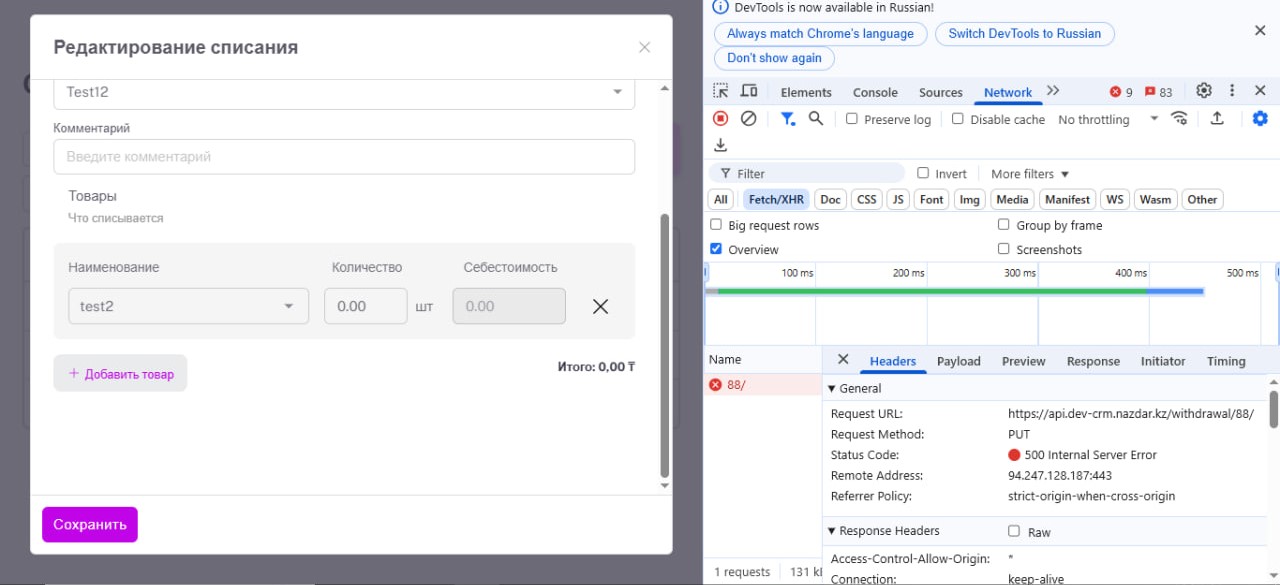 Редактирование списания
Test12
Комментарий
Введите комментарий
Товары
Что списывается
Наименование Количество Себестоимость
test2 0.00 шт 0.00
+ Добавить товар
Итого: 0,00 ₸
Сохранить
DevTools is now available in Russian!
Always match Chrome's language Switch DevTools to Russian
Don't show again
Elements Console Sources Network 9 83
Preserve log Disable cache No throttling
Filter Invert More filters
All Fetch/XHR Doc CSS JS Font Img Media Manifest WS Wasm Other
Big request rows Group by frame
Overview Screenshots
100 ms 200 ms 300 ms 400 ms 500 ms
Name Headers Payload Preview Response Initiator Timing
88/
General
Request URL: https://api.dev-crm.nazdar.kz/withdrawal/88/
Request Method: PUT
Status Code: 500 Internal Server Error
Remote Address: 94.247.128.187:443
Referrer Policy: strict-origin-when-cross-origin
Response Headers Raw
Access-Control-Allow-Origin: *
Connection: keep-alive
1 requests 131